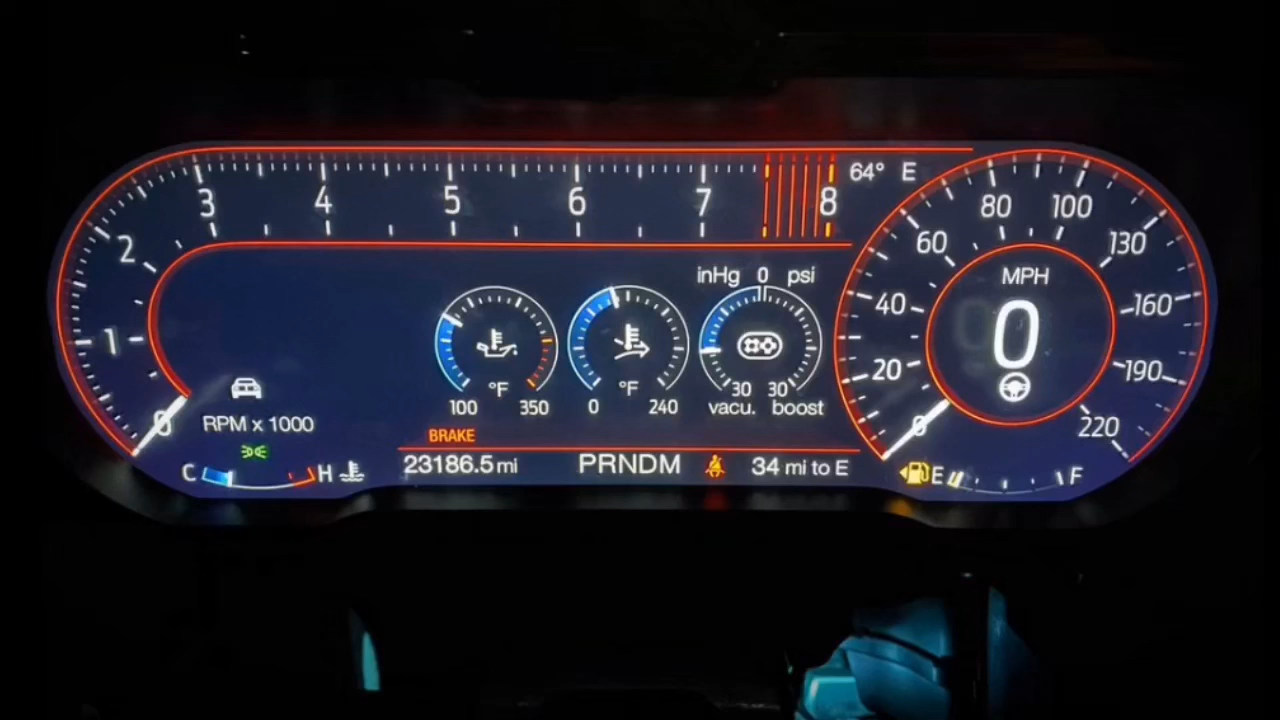 3 4 5 6 7 8 64° E
2
1
0
RPM x 1000
C H
inHg 0 psi
°F °F 30 30
100 350 0 240 vacu. boost
BRAKE
23186.5 mi PRNDM 34 mi to E
0 20 40 60 80 100 130 160 190 220
MPH
0
E F